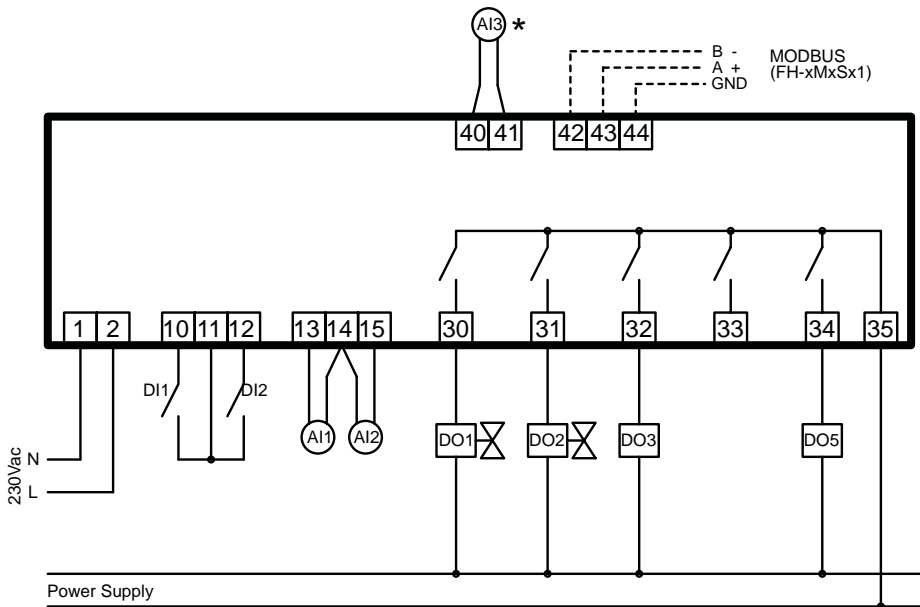 AI3 *
B -
A +
GND
MODBUS
(FH-xMxSx1)
40 41 42 43 44
1 2 10 11 12 13 14 15 30 31 32 33 34 35
DI1 DI2
AI1 AI2
DO1 DO2 DO3 DO5
230Vac
N
L
Power Supply